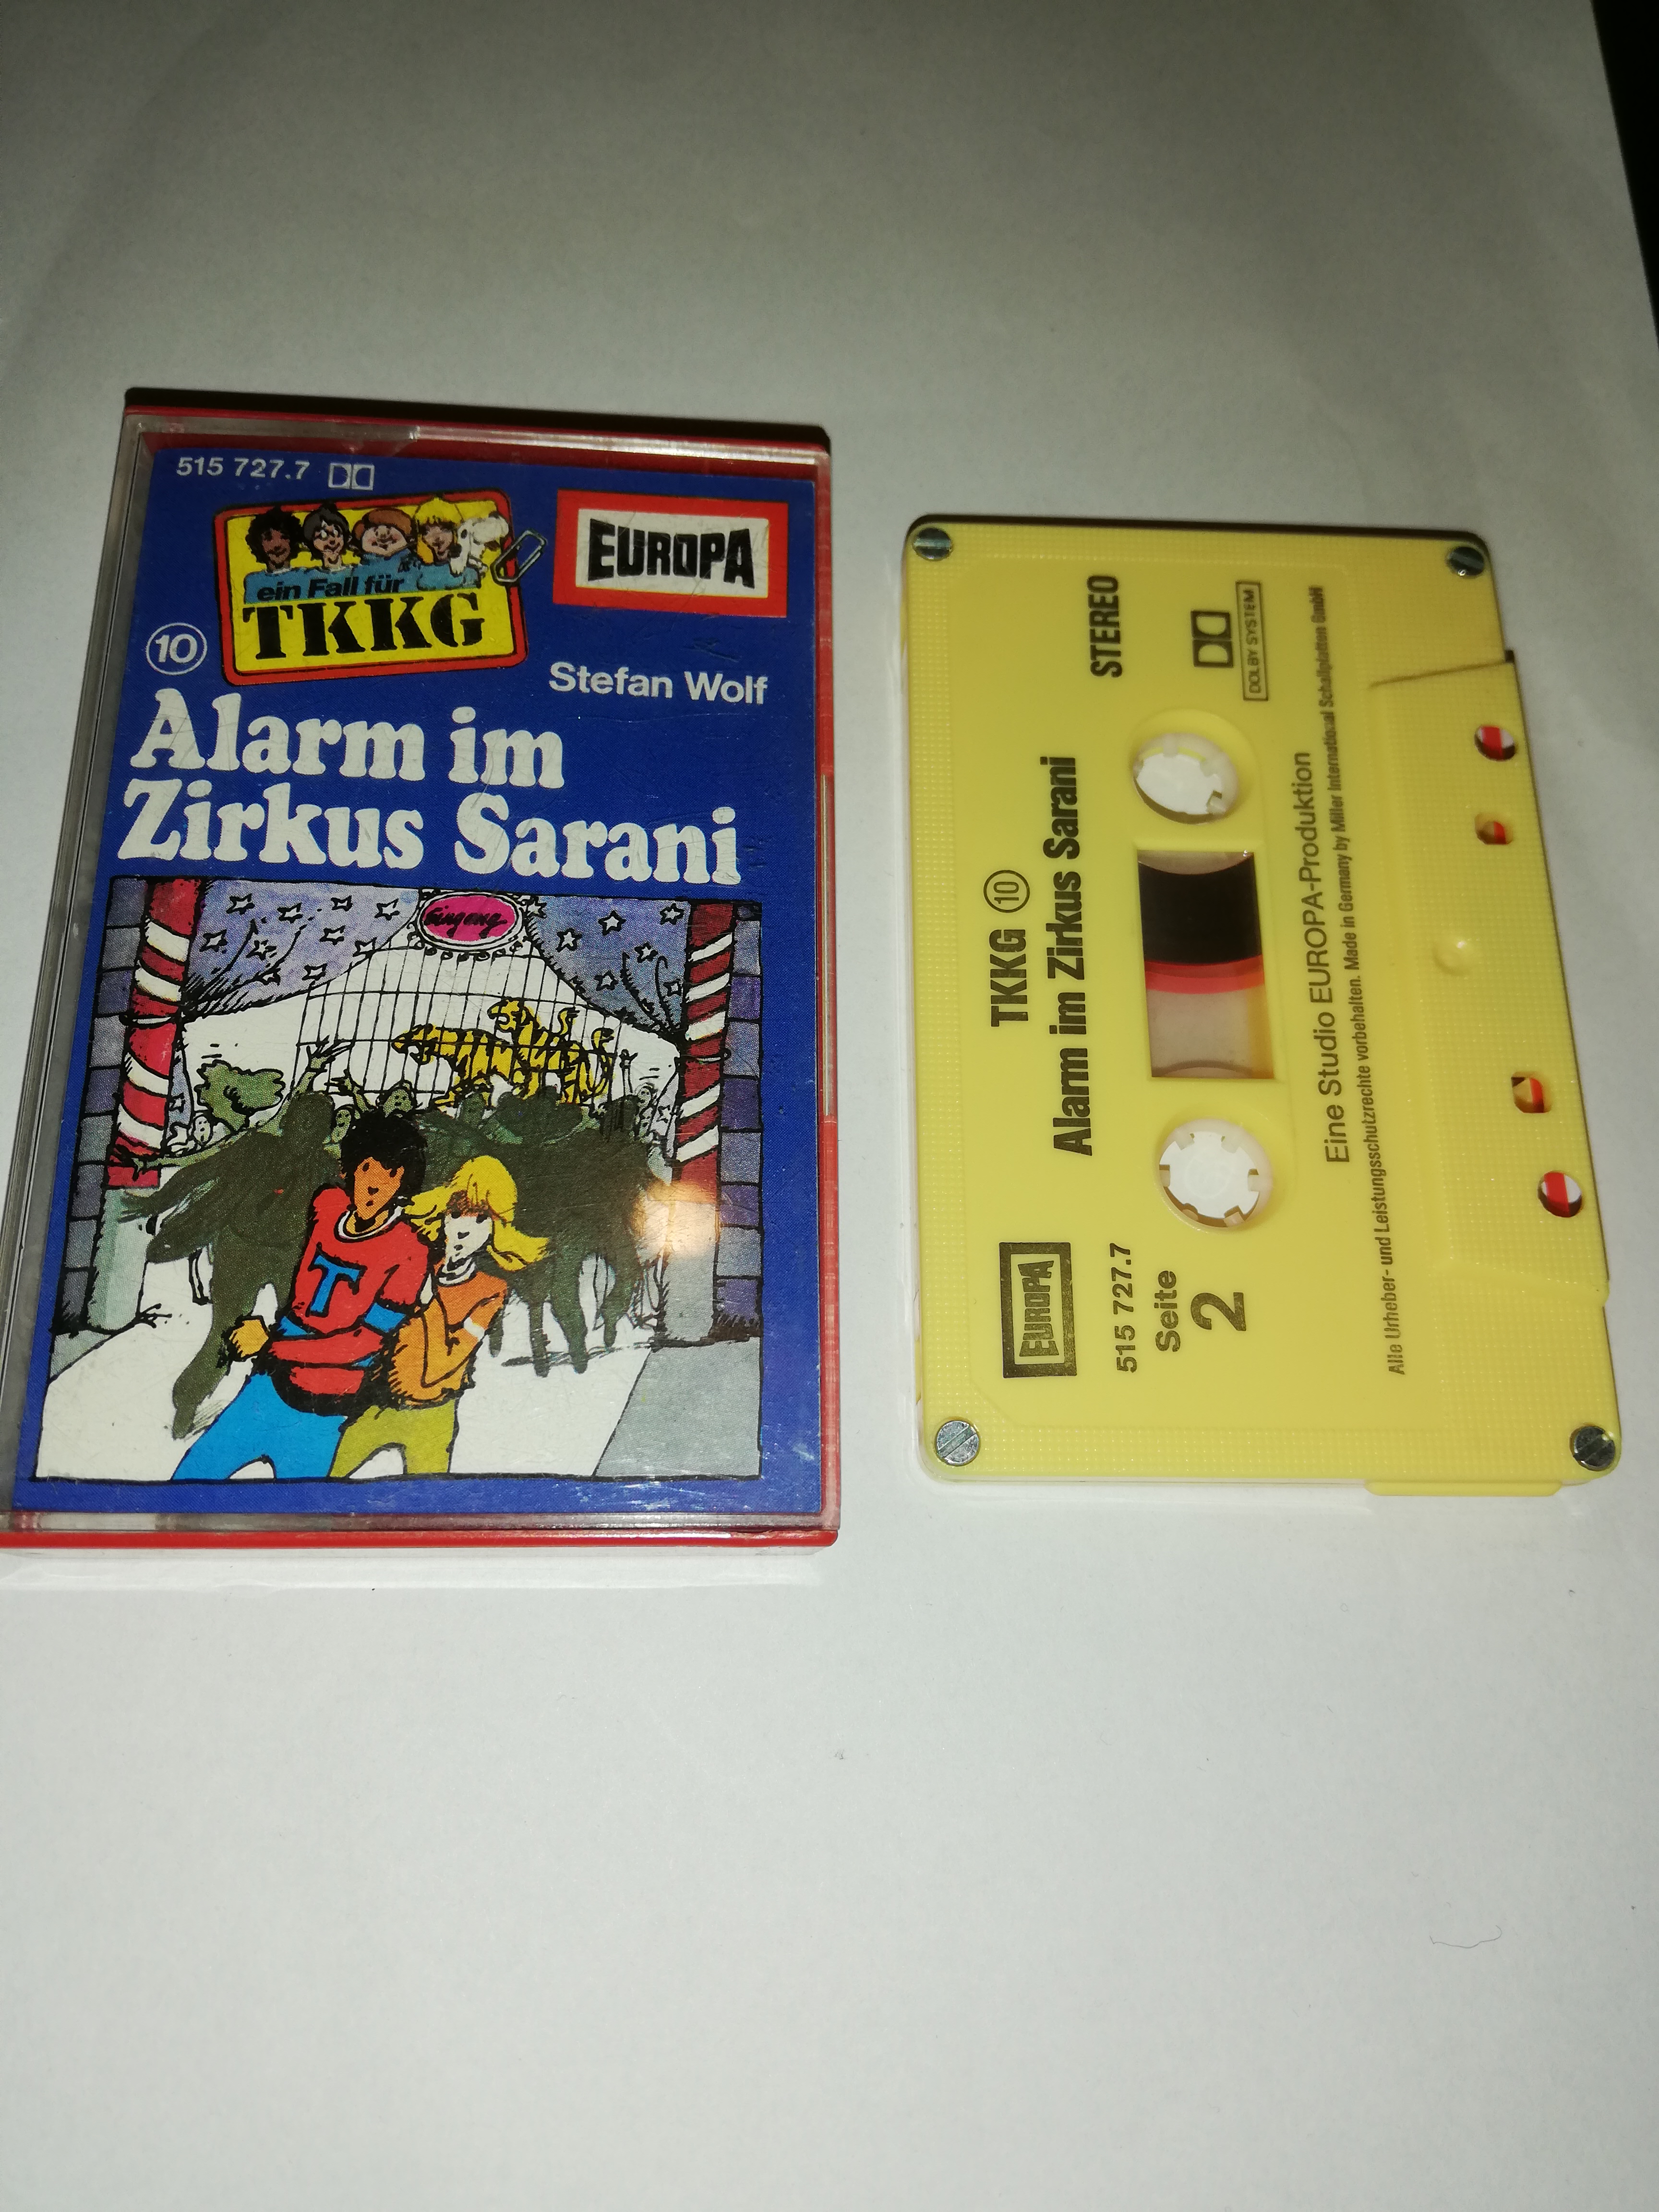 515 727.7
EUROPA
ein Fall für
TKKG
10
Stefan Wolf
Alarm im
Zirkus Sarani
Eingang
T
TKKG 10
STEREO
Alarm im Zirkus Sarani
EUROPA
515 727.7
Seite
2
DOLBY SYSTEM
Eine Studio EUROPA-Produktion
Alle Urheber- und Leistungsschutzrechte vorbehalten. Made in Germany by Miller International Schallplatten GmbH